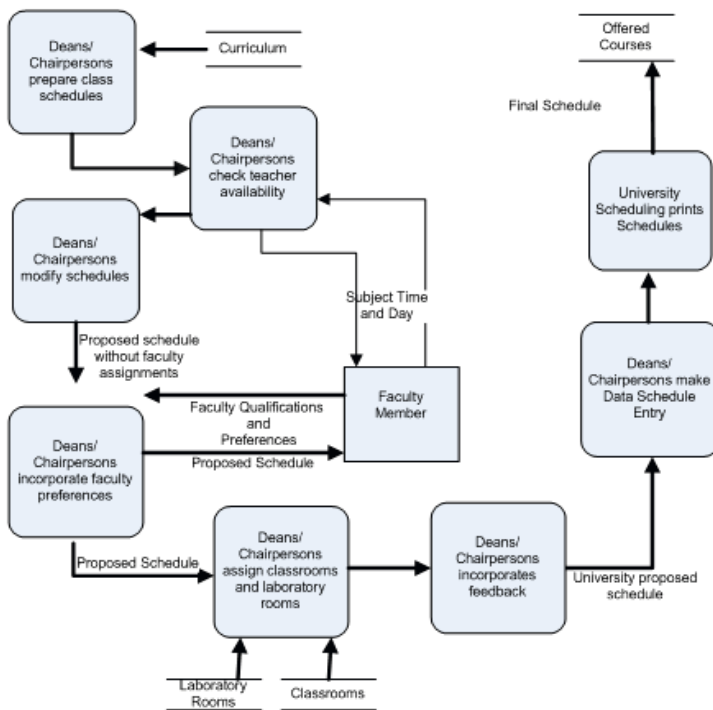 Deans/
Chairpersons
prepare class
schedules
Curriculum
Offered
Courses
Final Schedule
Deans/
Chairpersons
check teacher
availability
University
Scheduling prints
Schedules
Deans/
Chairpersons
modify schedules
Subject Time
and Day
Proposed schedule
without faculty
assignments
Deans/
Chairpersons make
Data Schedule
Entry
Faculty
Member
Faculty Qualifications
and
Preferences
Deans/
Chairpersons
incorporate faculty
preferences
Proposed Schedule
Proposed Schedule
Deans/
Chairpersons
assign classrooms
and laboratory
rooms
Deans/
Chairpersons
incorporates
feedback
University proposed
schedule
Laboratory
Rooms
Classrooms